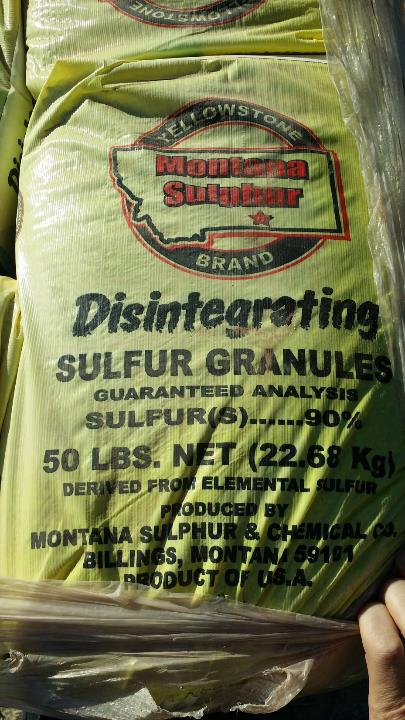 YELLOWSTONE
YELLOWSTONE
Montana
Sulphur
BRAND
Disintegrating
SULFUR GRANULES
GUARANTEED ANALYSIS
SULFUR(S)......90%
50 LBS. NET (22.68 Kg)
DERIVED FROM ELEMENTAL SULFUR
PRODUCED BY
MONTANA SULPHUR & CHEMICAL CO.
BILLINGS, MONTANA 59101
PRODUCT OF U.S.A.